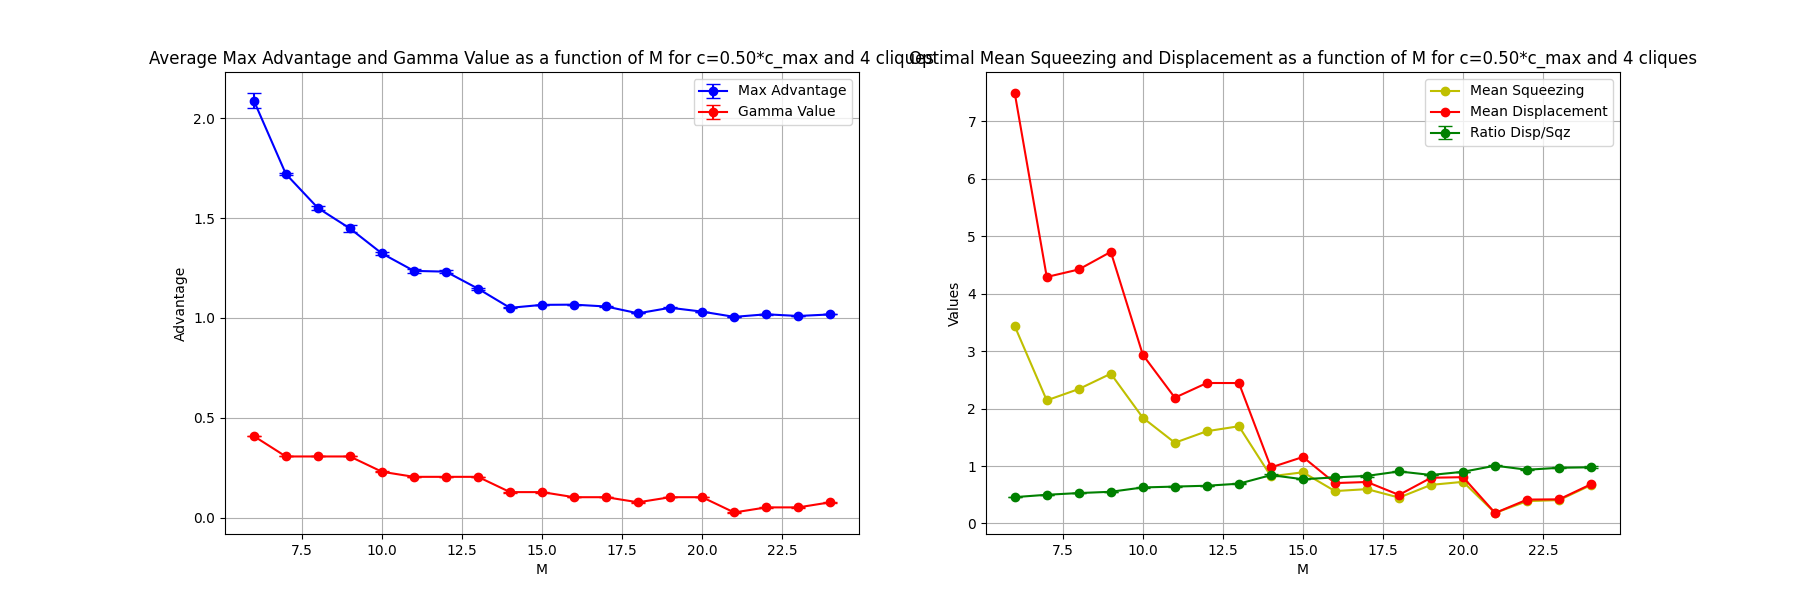 Average Max Advantage and Gamma Value as a function of M for c=0.50*c_max and 4 cliques
Optimal Mean Squeezing and Displacement as a function of M for c=0.50*c_max and 4 cliques
Max Advantage
Gamma Value
Advantage
2.0
1.5
1.0
0.5
0.0
7.5 10.0 12.5 15.0 17.5 20.0 22.5
M
Mean Squeezing
Mean Displacement
Ratio Disp/Sqz
Values
7
6
5
4
3
2
1
0
7.5 10.0 12.5 15.0 17.5 20.0 22.5
M